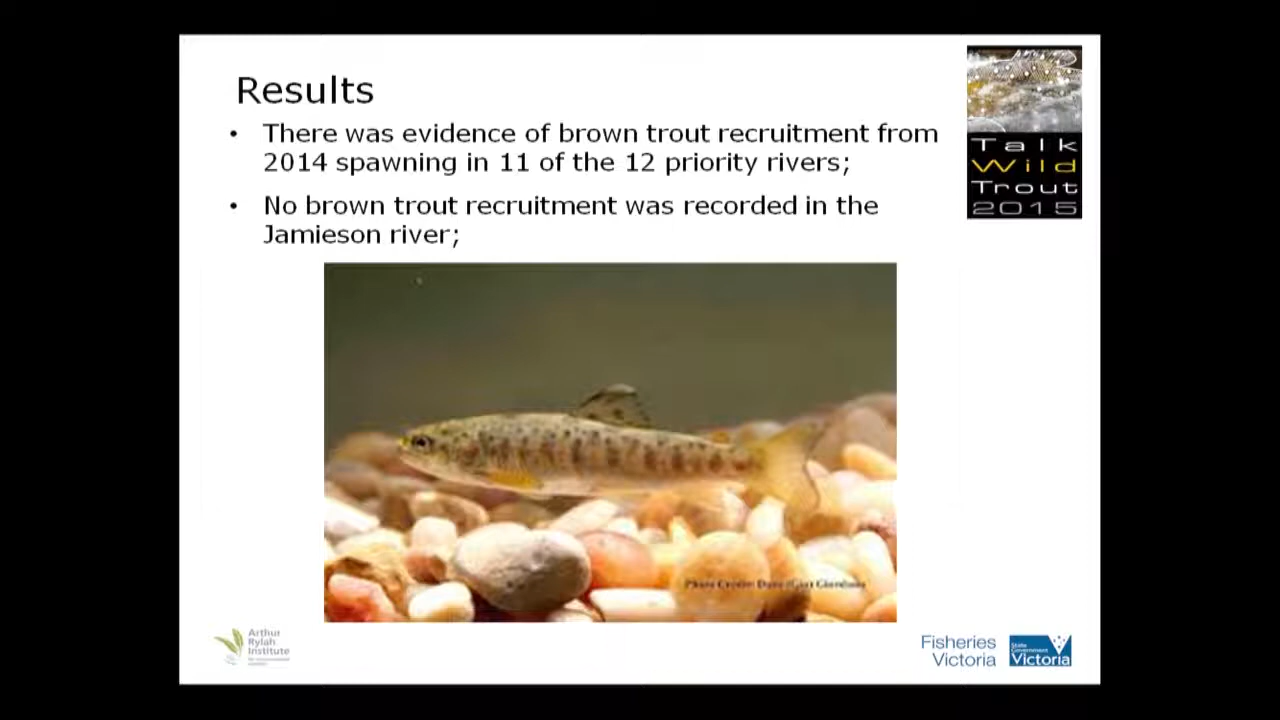 Results
• There was evidence of brown trout recruitment from
2014 spawning in 11 of the 12 priority rivers;
• No brown trout recruitment was recorded in the
Jamieson river;
Talk
Wild
Trout
2015
Arthur
Rylah
Institute
Fisheries
Victoria
State
Government
Victoria